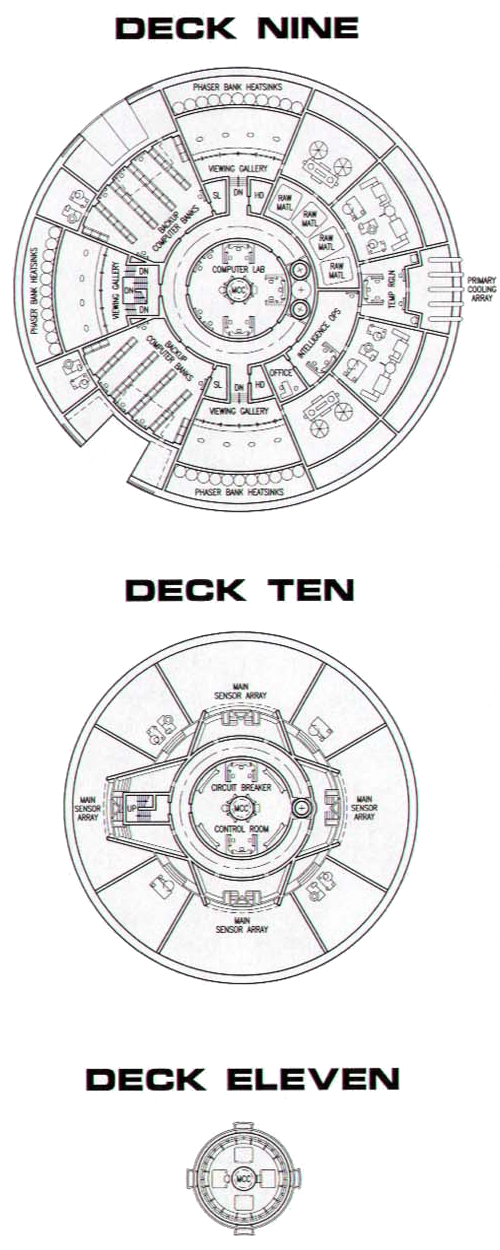 DECK NINE
PHASER BANK HEATSINKS
VIEWING GALLERY
SL
DN
HD
RAW
MATL
RAW
MATL
RAW
MATL
RAW
MATL
BACKUP
COMPUTER BANKS
PHASER BANK HEATSINKS
VIEWING GALLERY
DN
DN
DN
COMPUTER LAB
MCC
TEMP RGLN
PRIMARY
COOLING
ARRAY
INTELLIGENCE OPS
OFFICE
BACKUP
COMPUTER BANKS
SL
DN
HD
VIEWING GALLERY
PHASER BANK HEATSINKS
DECK TEN
MAIN
SENSOR ARRAY
MAIN
SENSOR
ARRAY
UP
CIRCUIT BREAKER
MCC
CONTROL ROOM
MAIN
SENSOR
ARRAY
MAIN
SENSOR ARRAY
DECK ELEVEN
MCC